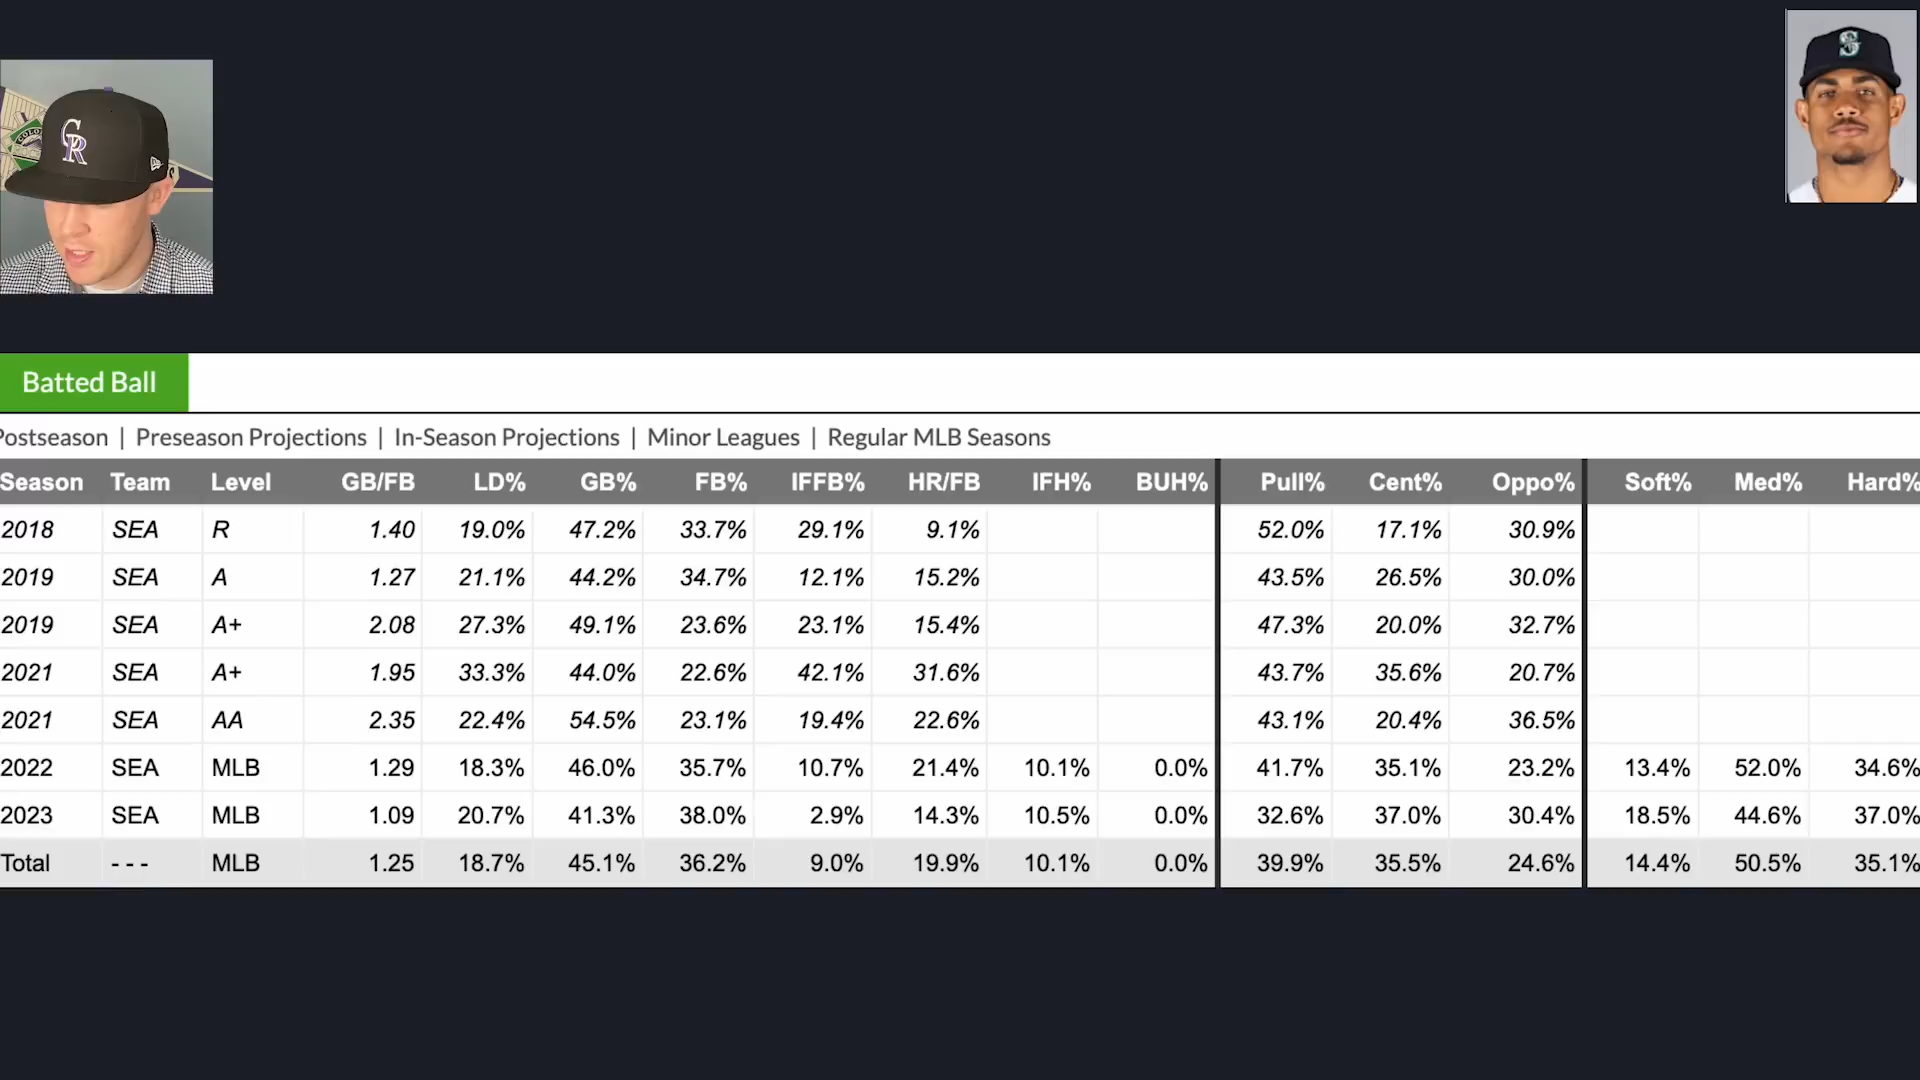 S
CR
COLO
Batted Ball
Postseason | Preseason Projections | In-Season Projections | Minor Leagues | Regular MLB Seasons
Season Team Level GB/FB LD% GB% FB% IFFB% HR/FB IFH% BUH% Pull% Cent% Oppo% Soft% Med% Hard%
2018 SEA R 1.40 19.0% 47.2% 33.7% 29.1% 9.1% 52.0% 17.1% 30.9%
2019 SEA A 1.27 21.1% 44.2% 34.7% 12.1% 15.2% 43.5% 26.5% 30.0%
2019 SEA A+ 2.08 27.3% 49.1% 23.6% 23.1% 15.4% 47.3% 20.0% 32.7%
2021 SEA A+ 1.95 33.3% 44.0% 22.6% 42.1% 31.6% 43.7% 35.6% 20.7%
2021 SEA AA 2.35 22.4% 54.5% 23.1% 19.4% 22.6% 43.1% 20.4% 36.5%
2022 SEA MLB 1.29 18.3% 46.0% 35.7% 10.7% 21.4% 10.1% 0.0% 41.7% 35.1% 23.2% 13.4% 52.0% 34.6%
2023 SEA MLB 1.09 20.7% 41.3% 38.0% 2.9% 14.3% 10.5% 0.0% 32.6% 37.0% 30.4% 18.5% 44.6% 37.0%
Total - - - MLB 1.25 18.7% 45.1% 36.2% 9.0% 19.9% 10.1% 0.0% 39.9% 35.5% 24.6% 14.4% 50.5% 35.1%